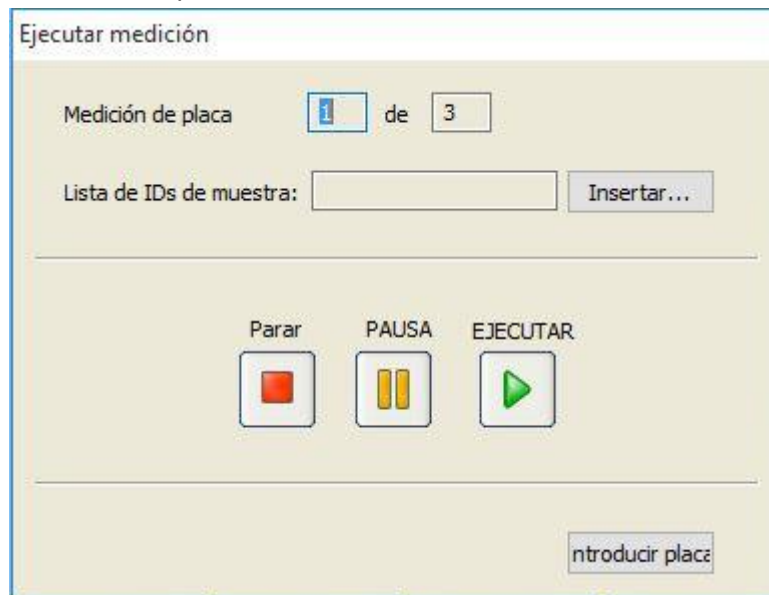 Ejecutar medición
Medición de placa 1 de 3
Lista de IDs de muestra: Insertar...
Parar PAUSA EJECUTAR
ntroducir placa